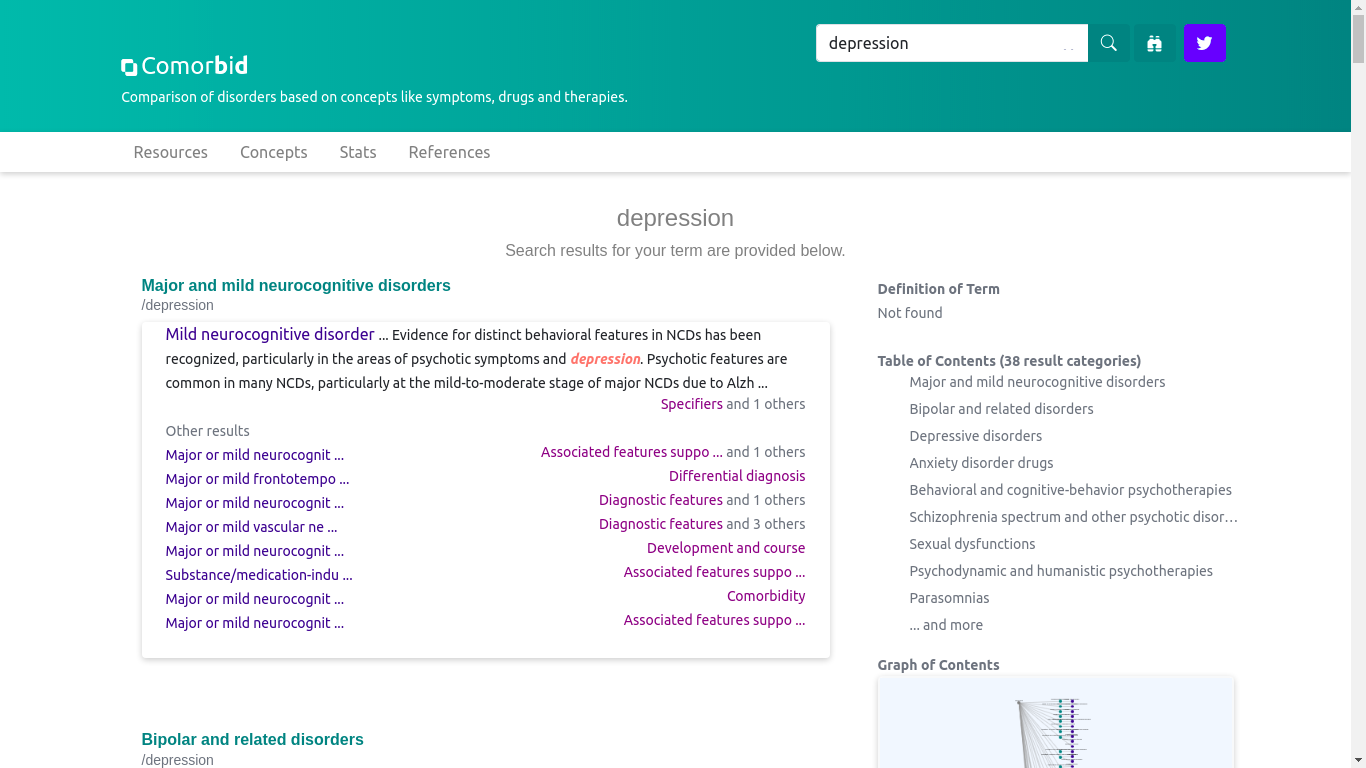 depression
Comorbid
Comparison of disorders based on concepts like symptoms, drugs and therapies.
Resources
Concepts
Stats
References
depression
Search results for your term are provided below.
Major and mild neurocognitive disorders
/depression
Mild neurocognitive disorder ... Evidence for distinct behavioral features in NCDs has been
recognized, particularly in the areas of psychotic symptoms and depression. Psychotic features are
common in many NCDs, particularly at the mild-to-moderate stage of major NCDs due to Alzh ...
Specifiers and 1 others
Other results
Major or mild neurocognit ... Associated features suppo ... and 1 others
Major or mild frontotempo ... Differential diagnosis
Major or mild neurocognit ... Diagnostic features and 1 others
Major or mild vascular ne ... Diagnostic features and 3 others
Major or mild neurocognit ... Development and course
Substance/medication-indu ... Associated features suppo ...
Major or mild neurocognit ... Comorbidity
Major or mild neurocognit ... Associated features suppo ...
Bipolar and related disorders
/depression
Definition of Term
Not found
Table of Contents (38 result categories)
Major and mild neurocognitive disorders
Bipolar and related disorders
Depressive disorders
Anxiety disorder drugs
Behavioral and cognitive-behavior psychotherapies
Schizophrenia spectrum and other psychotic disor...
Sexual dysfunctions
Psychodynamic and humanistic psychotherapies
Parasomnias
... and more
Graph of Contents